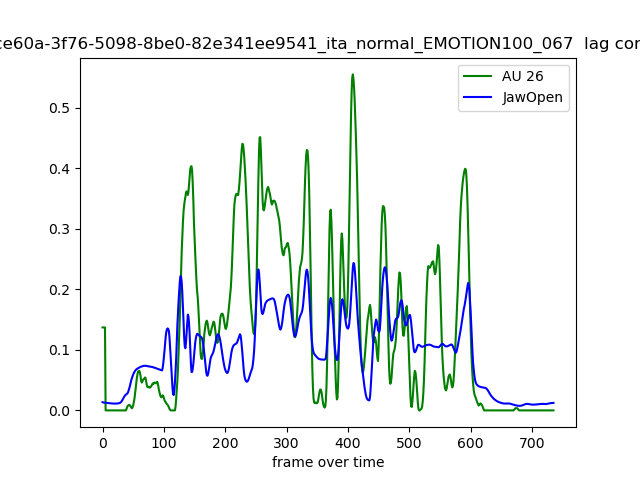 ce60a-3f76-5098-8be0-82e341ee9541_ita_normal_EMOTION100_067 lag cor
AU 26
JawOpen
0.5
0.4
0.3
0.2
0.1
0.0
0 100 200 300 400 500 600 700
frame over time